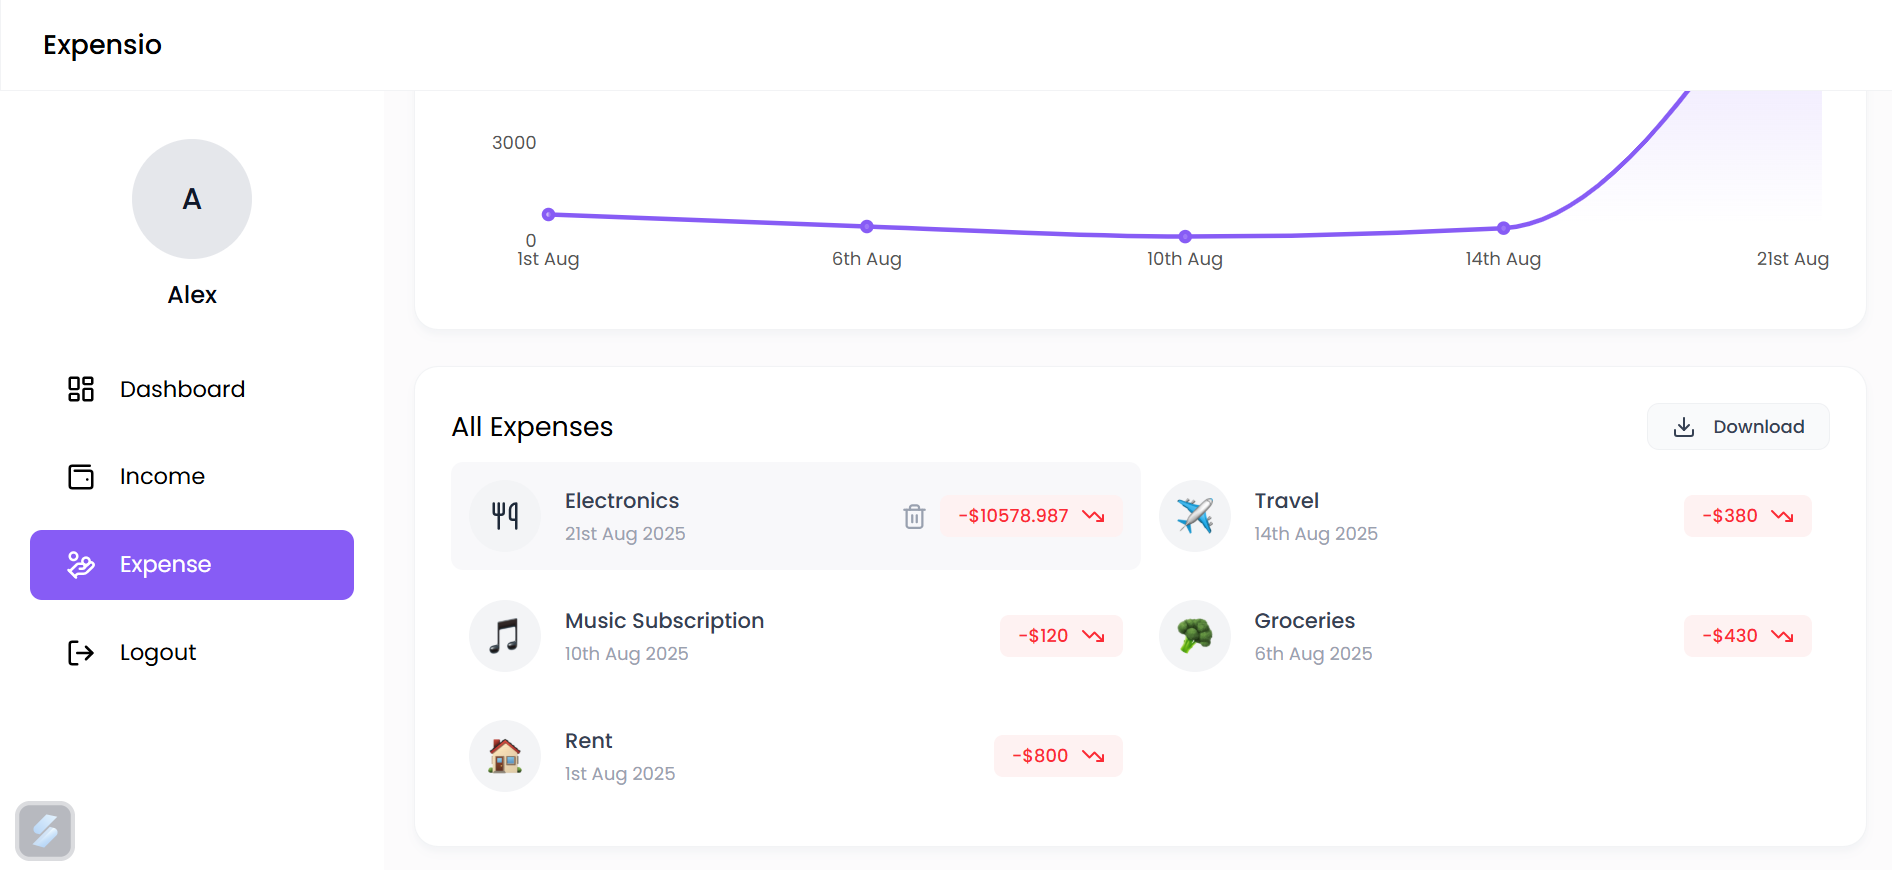 Expensio
A
Alex
Dashboard
Income
Expense
Logout
3000
0
1st Aug 6th Aug 10th Aug 14th Aug 21st Aug
All Expenses
Download
Electronics
21st Aug 2025
-$10578.987
Travel
14th Aug 2025
-$380
Music Subscription
10th Aug 2025
-$120
Groceries
6th Aug 2025
-$430
Rent
1st Aug 2025
-$800